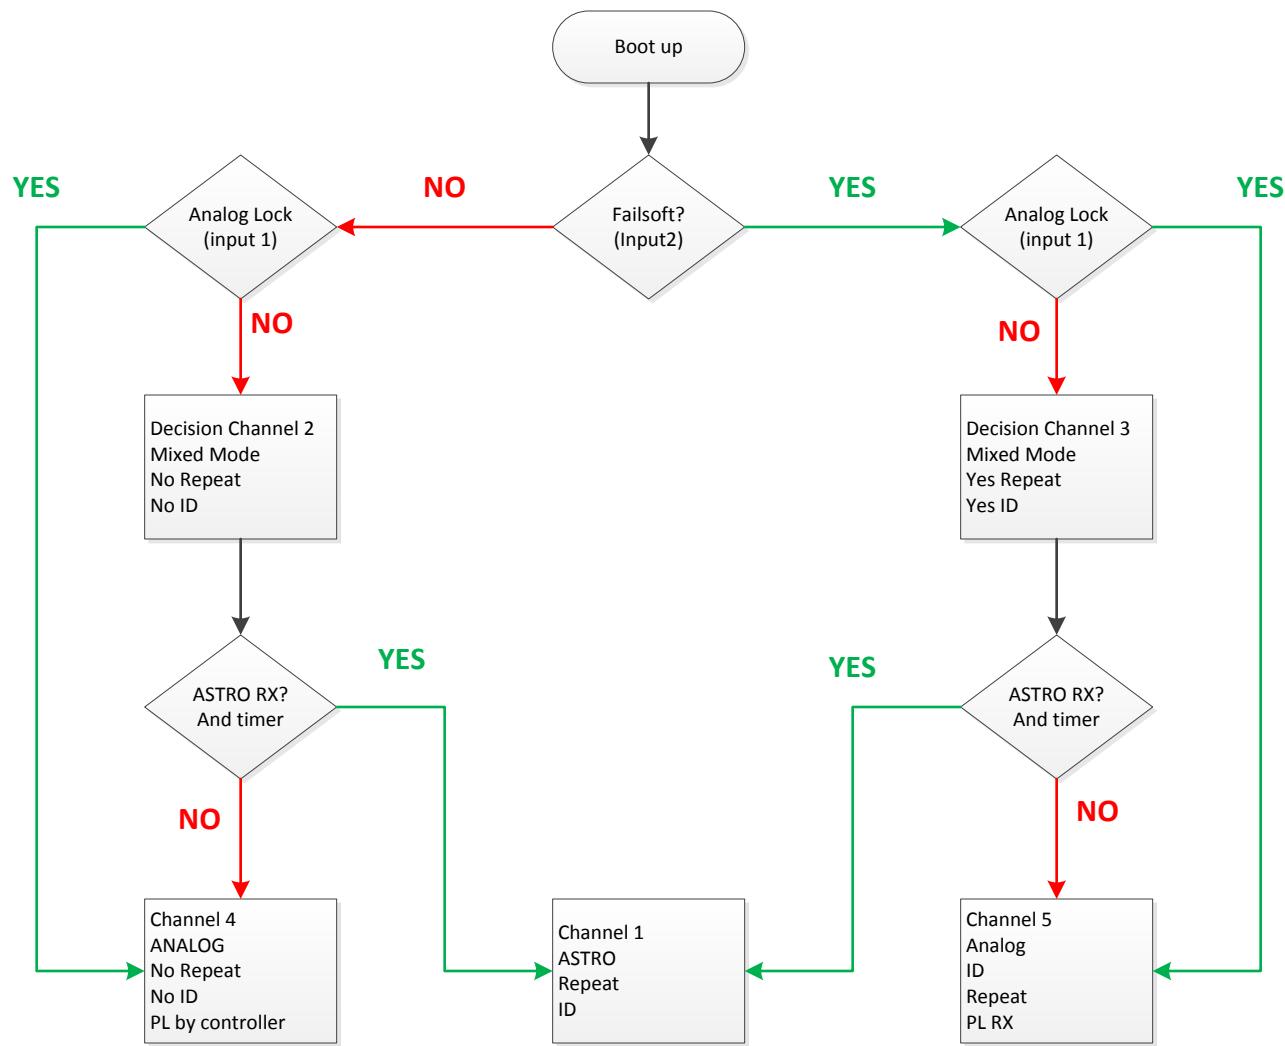 Boot up
YES
NO
YES
YES
Analog Lock
(input 1)
Failsoft?
(Input2)
Analog Lock
(input 1)
NO
NO
Decision Channel 2
Mixed Mode
No Repeat
No ID
Decision Channel 3
Mixed Mode
Yes Repeat
Yes ID
YES
YES
ASTRO RX?
And timer
ASTRO RX?
And timer
NO
NO
Channel 4
ANALOG
No Repeat
No ID
PL by controller
Channel 1
ASTRO
Repeat
ID
Channel 5
Analog
ID
Repeat
PL RX